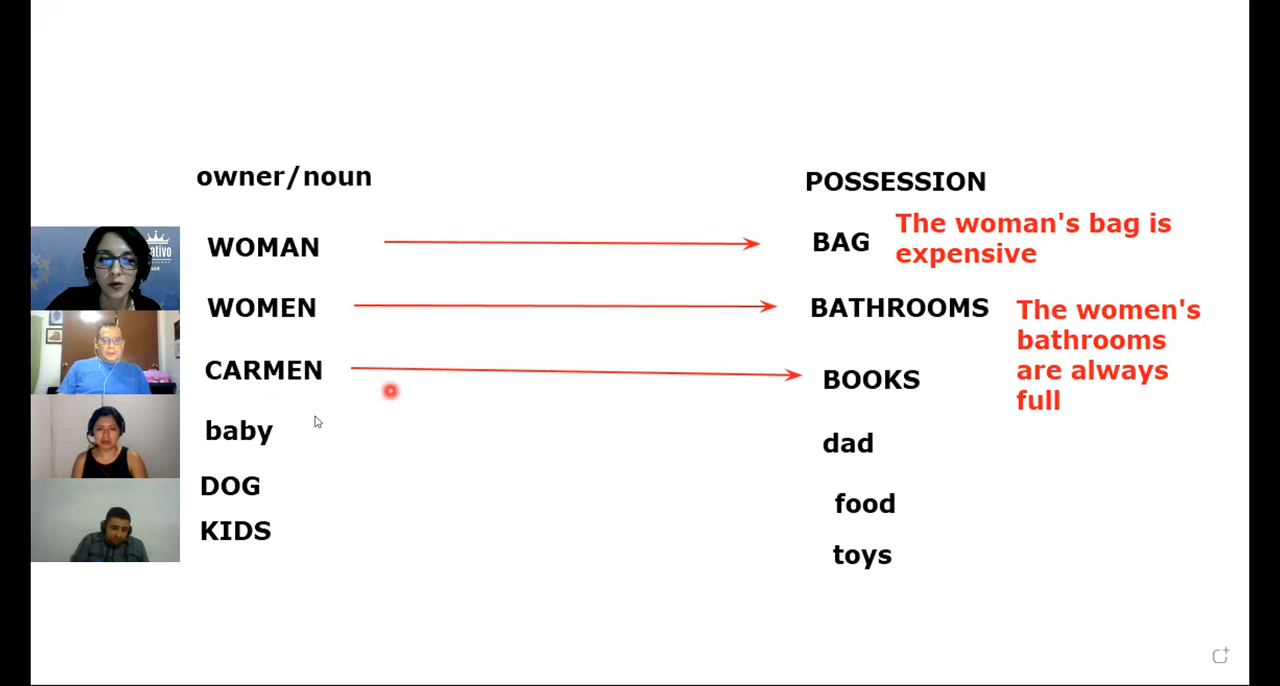 owner/noun
POSSESSION
WOMAN
BAG
The woman's bag is
expensive
WOMEN
BATHROOMS
The women's
bathrooms
are always
full
CARMEN
BOOKS
baby
dad
DOG
food
KIDS
toys